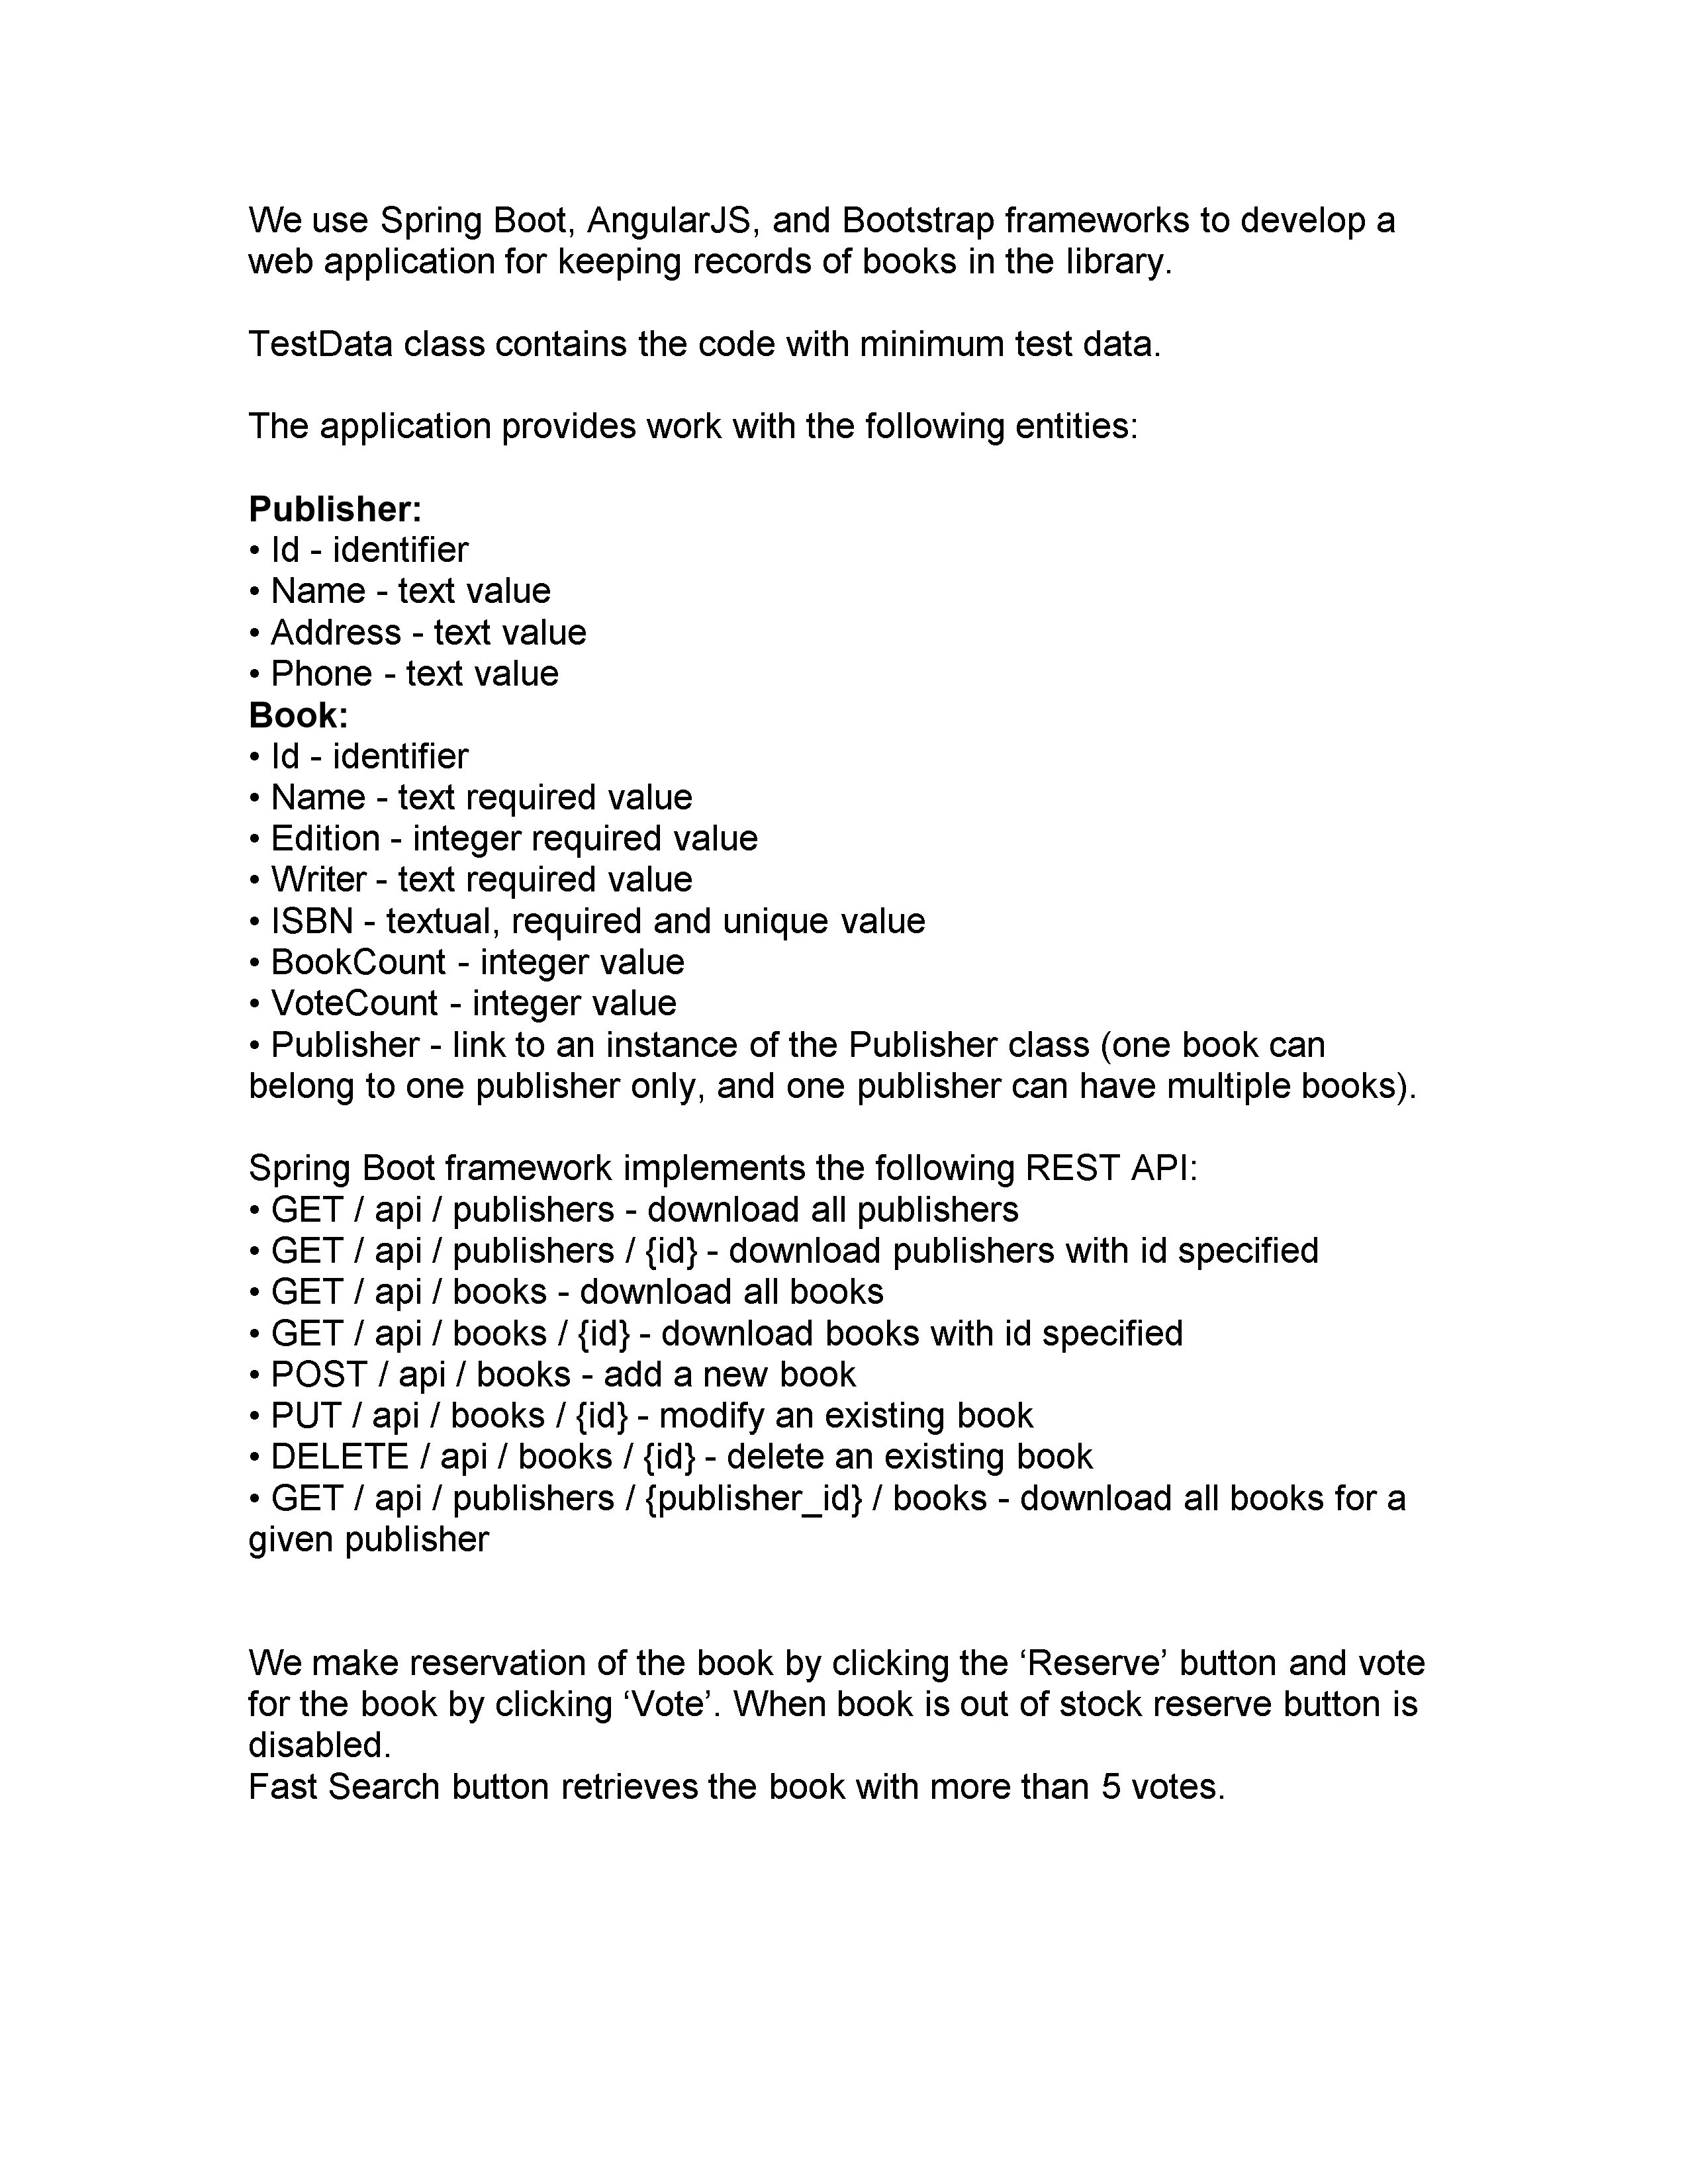 We use Spring Boot, AngularJS, and Bootstrap frameworks to develop a
web application for keeping records of books in the library.
TestData class contains the code with minimum test data.
The application provides work with the following entities:
Publisher:
• Id - identifier
• Name - text value
• Address - text value
• Phone - text value
Book:
• Id - identifier
• Name - text required value
• Edition - integer required value
• Writer - text required value
• ISBN - textual, required and unique value
• BookCount - integer value
• VoteCount - integer value
• Publisher - link to an instance of the Publisher class (one book can
belong to one publisher only, and one publisher can have multiple books).
Spring Boot framework implements the following REST API:
• GET / api / publishers - download all publishers
• GET / api / publishers / {id} - download publishers with id specified
• GET / api / books - download all books
• GET / api / books / {id} - download books with id specified
• POST / api / books - add a new book
• PUT / api / books / {id} - modify an existing book
• DELETE / api / books / {id} - delete an existing book
• GET / api / publishers / {publisher_id} / books - download all books for a
given publisher
We make reservation of the book by clicking the ‘Reserve’ button and vote
for the book by clicking ‘Vote’. When book is out of stock reserve button is
disabled.
Fast Search button retrieves the book with more than 5 votes.